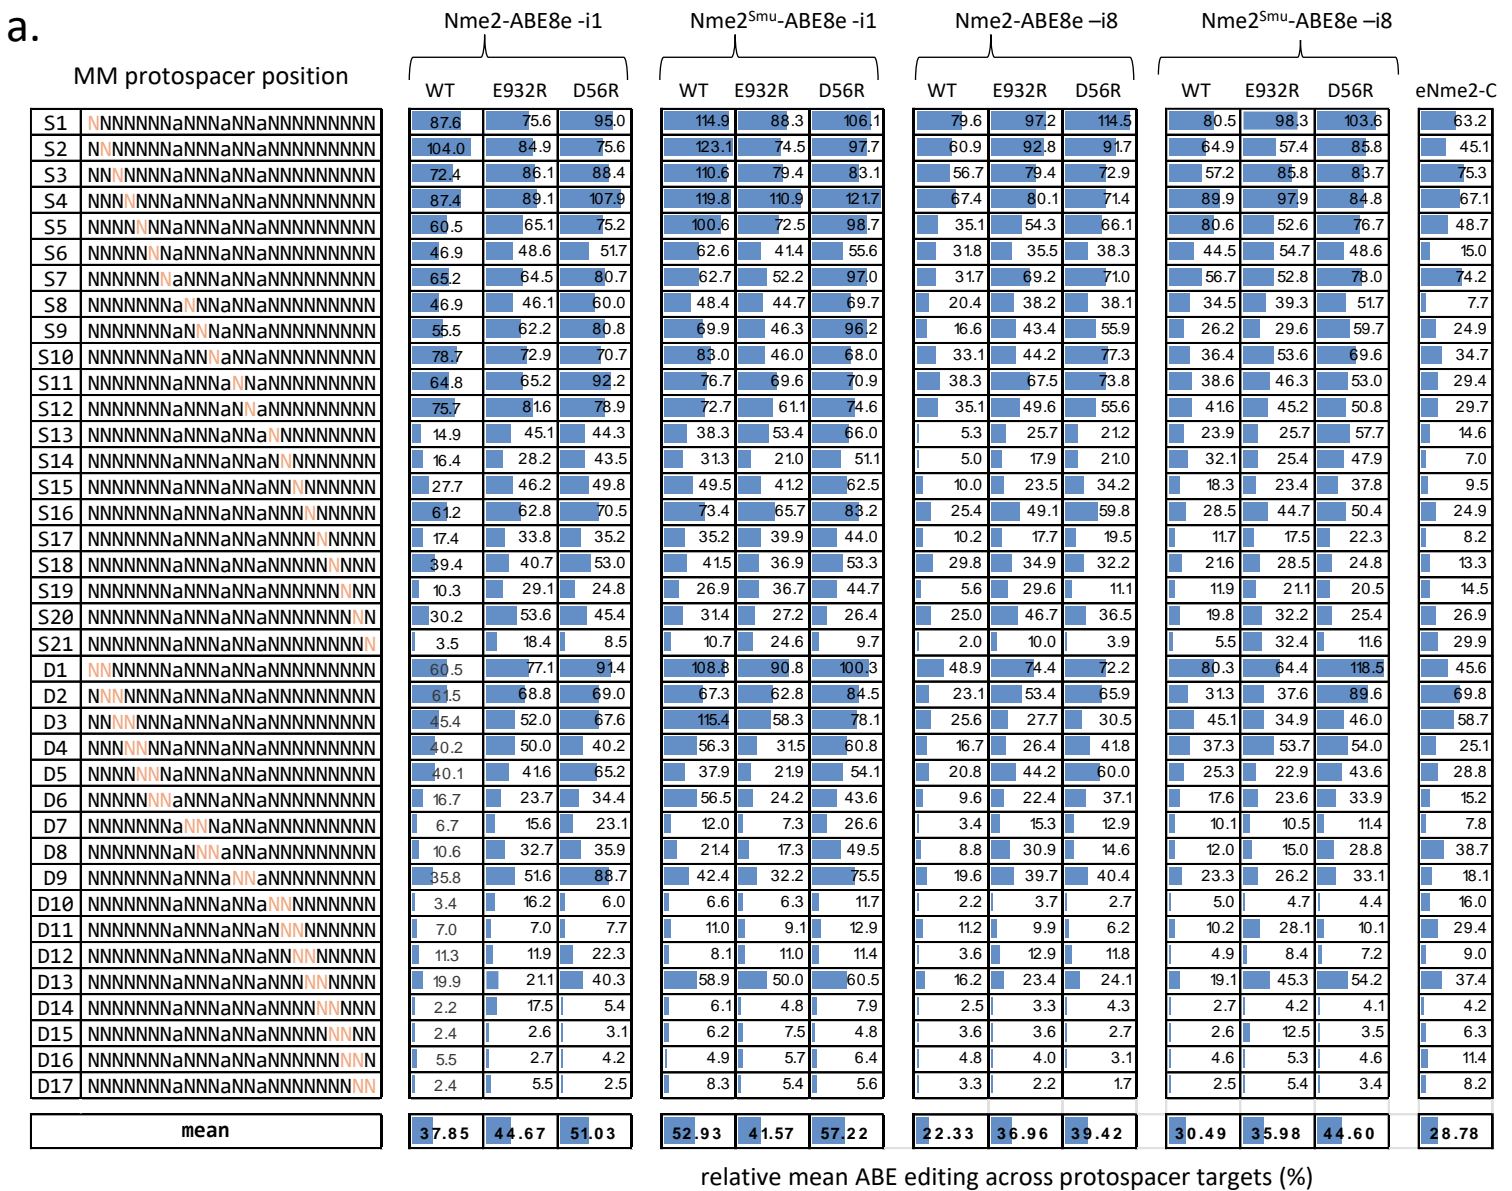 a.
Nme2-ABE8e -i1 Nme2Smu-ABE8e -i1 Nme2-ABE8e –i8 Nme2Smu-ABE8e –i8
MM protospacer position WT E932R D56R WT E932R D56R WT E932R D56R WT E932R D56R eNme2-C
S1 NNNNNNNaNNNaNNaNNNNNNNNN 87.6 75.6 95.0 114.9 88.3 106.1 79.6 97.2 114.5 80.5 98.3 103.6 63.2
S2 NNNNNNNaNNNaNNaNNNNNNNNN 104.0 84.9 75.6 123.1 74.5 97.7 60.9 92.8 91.7 64.9 57.4 85.8 45.1
S3 NNNNNNNaNNNaNNaNNNNNNNNN 72.4 86.1 88.4 110.6 79.4 83.1 56.7 79.4 72.9 57.2 85.8 83.7 75.3
S4 NNNNNNNaNNNaNNaNNNNNNNNN 87.4 89.1 107.9 119.8 110.9 121.7 67.4 80.1 71.4 89.9 97.9 84.8 67.1
S5 NNNNNNNaNNNaNNaNNNNNNNNN 60.5 65.1 75.2 100.6 72.5 98.7 35.1 54.3 66.1 80.6 52.6 76.7 48.7
S6 NNNNNNNaNNNaNNaNNNNNNNNN 46.9 48.6 51.7 62.6 41.4 55.6 31.8 35.5 38.3 44.5 54.7 48.6 15.0
S7 NNNNNNNaNNNaNNaNNNNNNNNN 65.2 64.5 80.7 62.7 52.2 97.0 31.7 69.2 71.0 56.7 52.8 78.0 74.2
S8 NNNNNNNaNNNaNNaNNNNNNNNN 46.9 46.1 60.0 48.4 44.7 69.7 20.4 38.2 38.1 34.5 39.3 51.7 7.7
S9 NNNNNNNaNNNaNNaNNNNNNNNN 55.5 62.2 80.8 69.9 46.3 96.2 16.6 43.4 55.9 26.2 29.6 59.7 24.9
S10 NNNNNNNaNNNaNNaNNNNNNNNN 78.7 72.9 70.7 83.0 46.0 68.0 33.1 44.2 77.3 36.4 53.6 69.6 34.7
S11 NNNNNNNaNNNaNNaNNNNNNNNN 64.8 65.2 92.2 76.7 69.6 70.9 38.3 67.5 73.8 38.6 46.3 53.0 29.4
S12 NNNNNNNaNNNaNNaNNNNNNNNN 75.7 81.6 78.9 72.7 61.1 74.6 35.1 49.6 55.6 41.6 45.2 50.8 29.7
S13 NNNNNNNaNNNaNNaNNNNNNNNN 14.9 45.1 44.3 38.3 53.4 66.0 5.3 25.7 21.2 23.9 25.7 57.7 14.6
S14 NNNNNNNaNNNaNNaNNNNNNNNN 16.4 28.2 43.5 31.3 21.0 51.1 5.0 17.9 21.0 32.1 25.4 47.9 7.0
S15 NNNNNNNaNNNaNNaNNNNNNNNN 27.7 46.2 49.8 49.5 41.2 62.5 10.0 23.5 34.2 18.3 23.4 37.8 9.5
S16 NNNNNNNaNNNaNNaNNNNNNNNN 61.2 62.8 70.5 73.4 65.7 83.2 25.4 49.1 59.8 28.5 44.7 50.4 24.9
S17 NNNNNNNaNNNaNNaNNNNNNNNN 17.4 33.8 35.2 35.2 39.9 44.0 10.2 17.7 19.5 11.7 17.5 22.3 8.2
S18 NNNNNNNaNNNaNNaNNNNNNNNN 39.4 40.7 53.0 41.5 36.9 53.3 29.8 34.9 32.2 21.6 28.5 24.8 13.3
S19 NNNNNNNaNNNaNNaNNNNNNNNN 10.3 29.1 24.8 26.9 36.7 44.7 5.6 29.6 11.1 11.9 21.1 20.5 14.5
S20 NNNNNNNaNNNaNNaNNNNNNNNN 30.2 53.6 45.4 31.4 27.2 26.4 25.0 46.7 36.5 19.8 32.2 25.4 26.9
S21 NNNNNNNaNNNaNNaNNNNNNNNN 3.5 18.4 8.5 10.7 24.6 9.7 2.0 10.0 3.9 5.5 32.4 11.6 29.9
D1 NNNNNNNaNNNaNNaNNNNNNNNN 60.5 77.1 91.4 108.8 90.8 100.3 48.9 74.4 72.2 80.3 64.4 118.5 45.6
D2 NNNNNNNaNNNaNNaNNNNNNNNN 61.5 68.8 69.0 67.3 62.8 84.5 23.1 53.4 65.9 31.3 37.6 89.6 69.8
D3 NNNNNNNaNNNaNNaNNNNNNNNN 45.4 52.0 67.6 115.4 58.3 78.1 25.6 27.7 30.5 45.1 34.9 46.0 58.7
D4 NNNNNNNaNNNaNNaNNNNNNNNN 40.2 50.0 40.2 56.3 31.5 60.8 16.7 26.4 41.8 37.3 53.7 54.0 25.1
D5 NNNNNNNaNNNaNNaNNNNNNNNN 40.1 41.6 65.2 37.9 21.9 54.1 20.8 44.2 60.0 25.3 22.9 43.6 28.8
D6 NNNNNNNaNNNaNNaNNNNNNNNN 16.7 23.7 34.4 56.5 24.2 43.6 9.6 22.4 37.1 17.6 23.6 33.9 15.2
D7 NNNNNNNaNNNaNNaNNNNNNNNN 6.7 15.6 23.1 12.0 7.3 26.6 3.4 15.3 12.9 10.1 10.5 11.4 7.8
D8 NNNNNNNaNNNaNNaNNNNNNNNN 10.6 32.7 35.9 21.4 17.3 49.5 8.8 30.9 14.6 12.0 15.0 28.8 38.7
D9 NNNNNNNaNNNaNNaNNNNNNNNN 35.8 51.6 88.7 42.4 32.2 75.5 19.6 39.7 40.4 23.3 26.2 33.1 18.1
D10 NNNNNNNaNNNaNNaNNNNNNNNN 3.4 16.2 6.0 6.6 6.3 11.7 2.2 3.7 2.7 5.0 4.7 4.4 16.0
D11 NNNNNNNaNNNaNNaNNNNNNNNN 7.0 7.0 7.7 11.0 9.1 12.9 11.2 9.9 6.2 10.2 28.1 10.1 29.4
D12 NNNNNNNaNNNaNNaNNNNNNNNN 11.3 11.9 22.3 8.1 11.0 11.4 3.6 12.9 11.8 4.9 8.4 7.2 9.0
D13 NNNNNNNaNNNaNNaNNNNNNNNN 19.9 21.1 40.3 58.9 50.0 60.5 16.2 23.4 24.1 19.1 45.3 54.2 37.4
D14 NNNNNNNaNNNaNNaNNNNNNNNN 2.2 17.5 5.4 6.1 4.8 7.9 2.5 3.3 4.3 2.7 4.2 4.1 4.2
D15 NNNNNNNaNNNaNNaNNNNNNNNN 2.4 2.6 3.1 6.2 7.5 4.8 3.6 3.6 2.7 2.6 12.5 3.5 6.3
D16 NNNNNNNaNNNaNNaNNNNNNNNN 5.5 2.7 4.2 4.9 5.7 6.4 4.8 4.0 3.1 4.6 5.3 4.6 11.4
D17 NNNNNNNaNNNaNNaNNNNNNNNN 2.4 5.5 2.5 8.3 5.4 5.6 3.3 2.2 1.7 2.5 5.4 3.4 8.2
mean 37.85 44.67 51.03 52.93 41.57 57.22 22.33 36.96 39.42 30.49 35.98 44.60 28.78
relative mean ABE editing across protospacer targets (%)